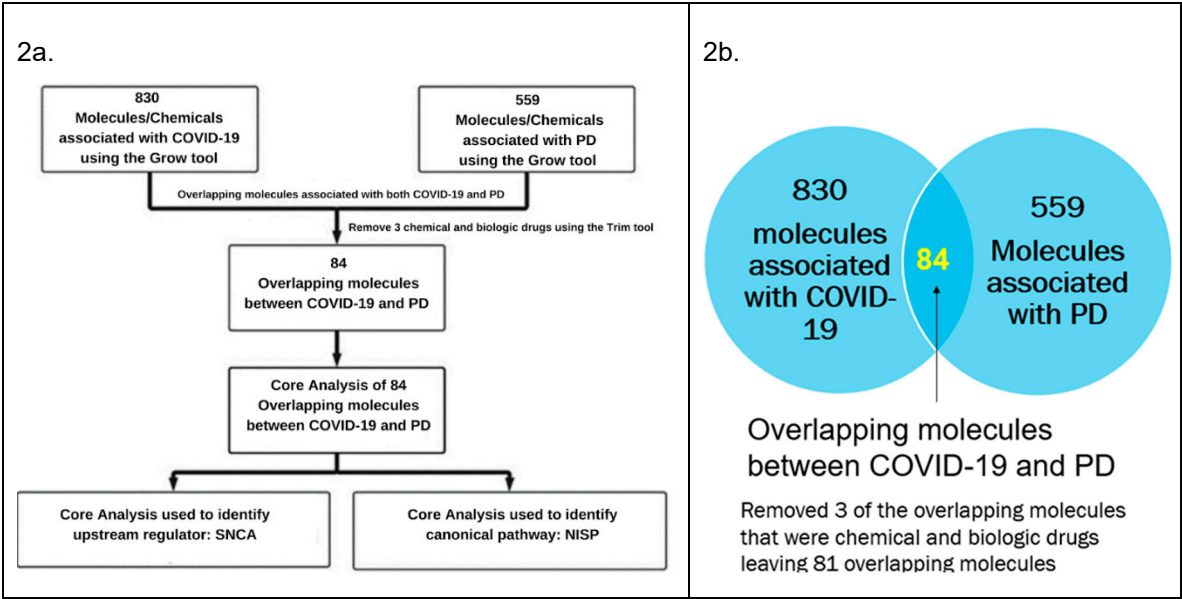 2a.
830
Molecules/Chemicals
associated with COVID-19
using the Grow tool
559
Molecules/Chemicals
associated with PD
using the Grow tool
Overlapping molecules associated with both COVID-19 and PD
Remove 3 chemical and biologic drugs using the Trim tool
84
Overlapping molecules
between COVID-19 and PD
Core Analysis of 84
Overlapping molecules
between COVID-19 and PD
Core Analysis used to identify
upstream regulator: SNCA
Core Analysis used to identify
canonical pathway: NISP
2b.
830
molecules
associated
with COVID-
19
84
559
Molecules
associated
with PD
Overlapping molecules
between COVID-19 and PD
Removed 3 of the overlapping molecules
that were chemical and biologic drugs
leaving 81 overlapping molecules